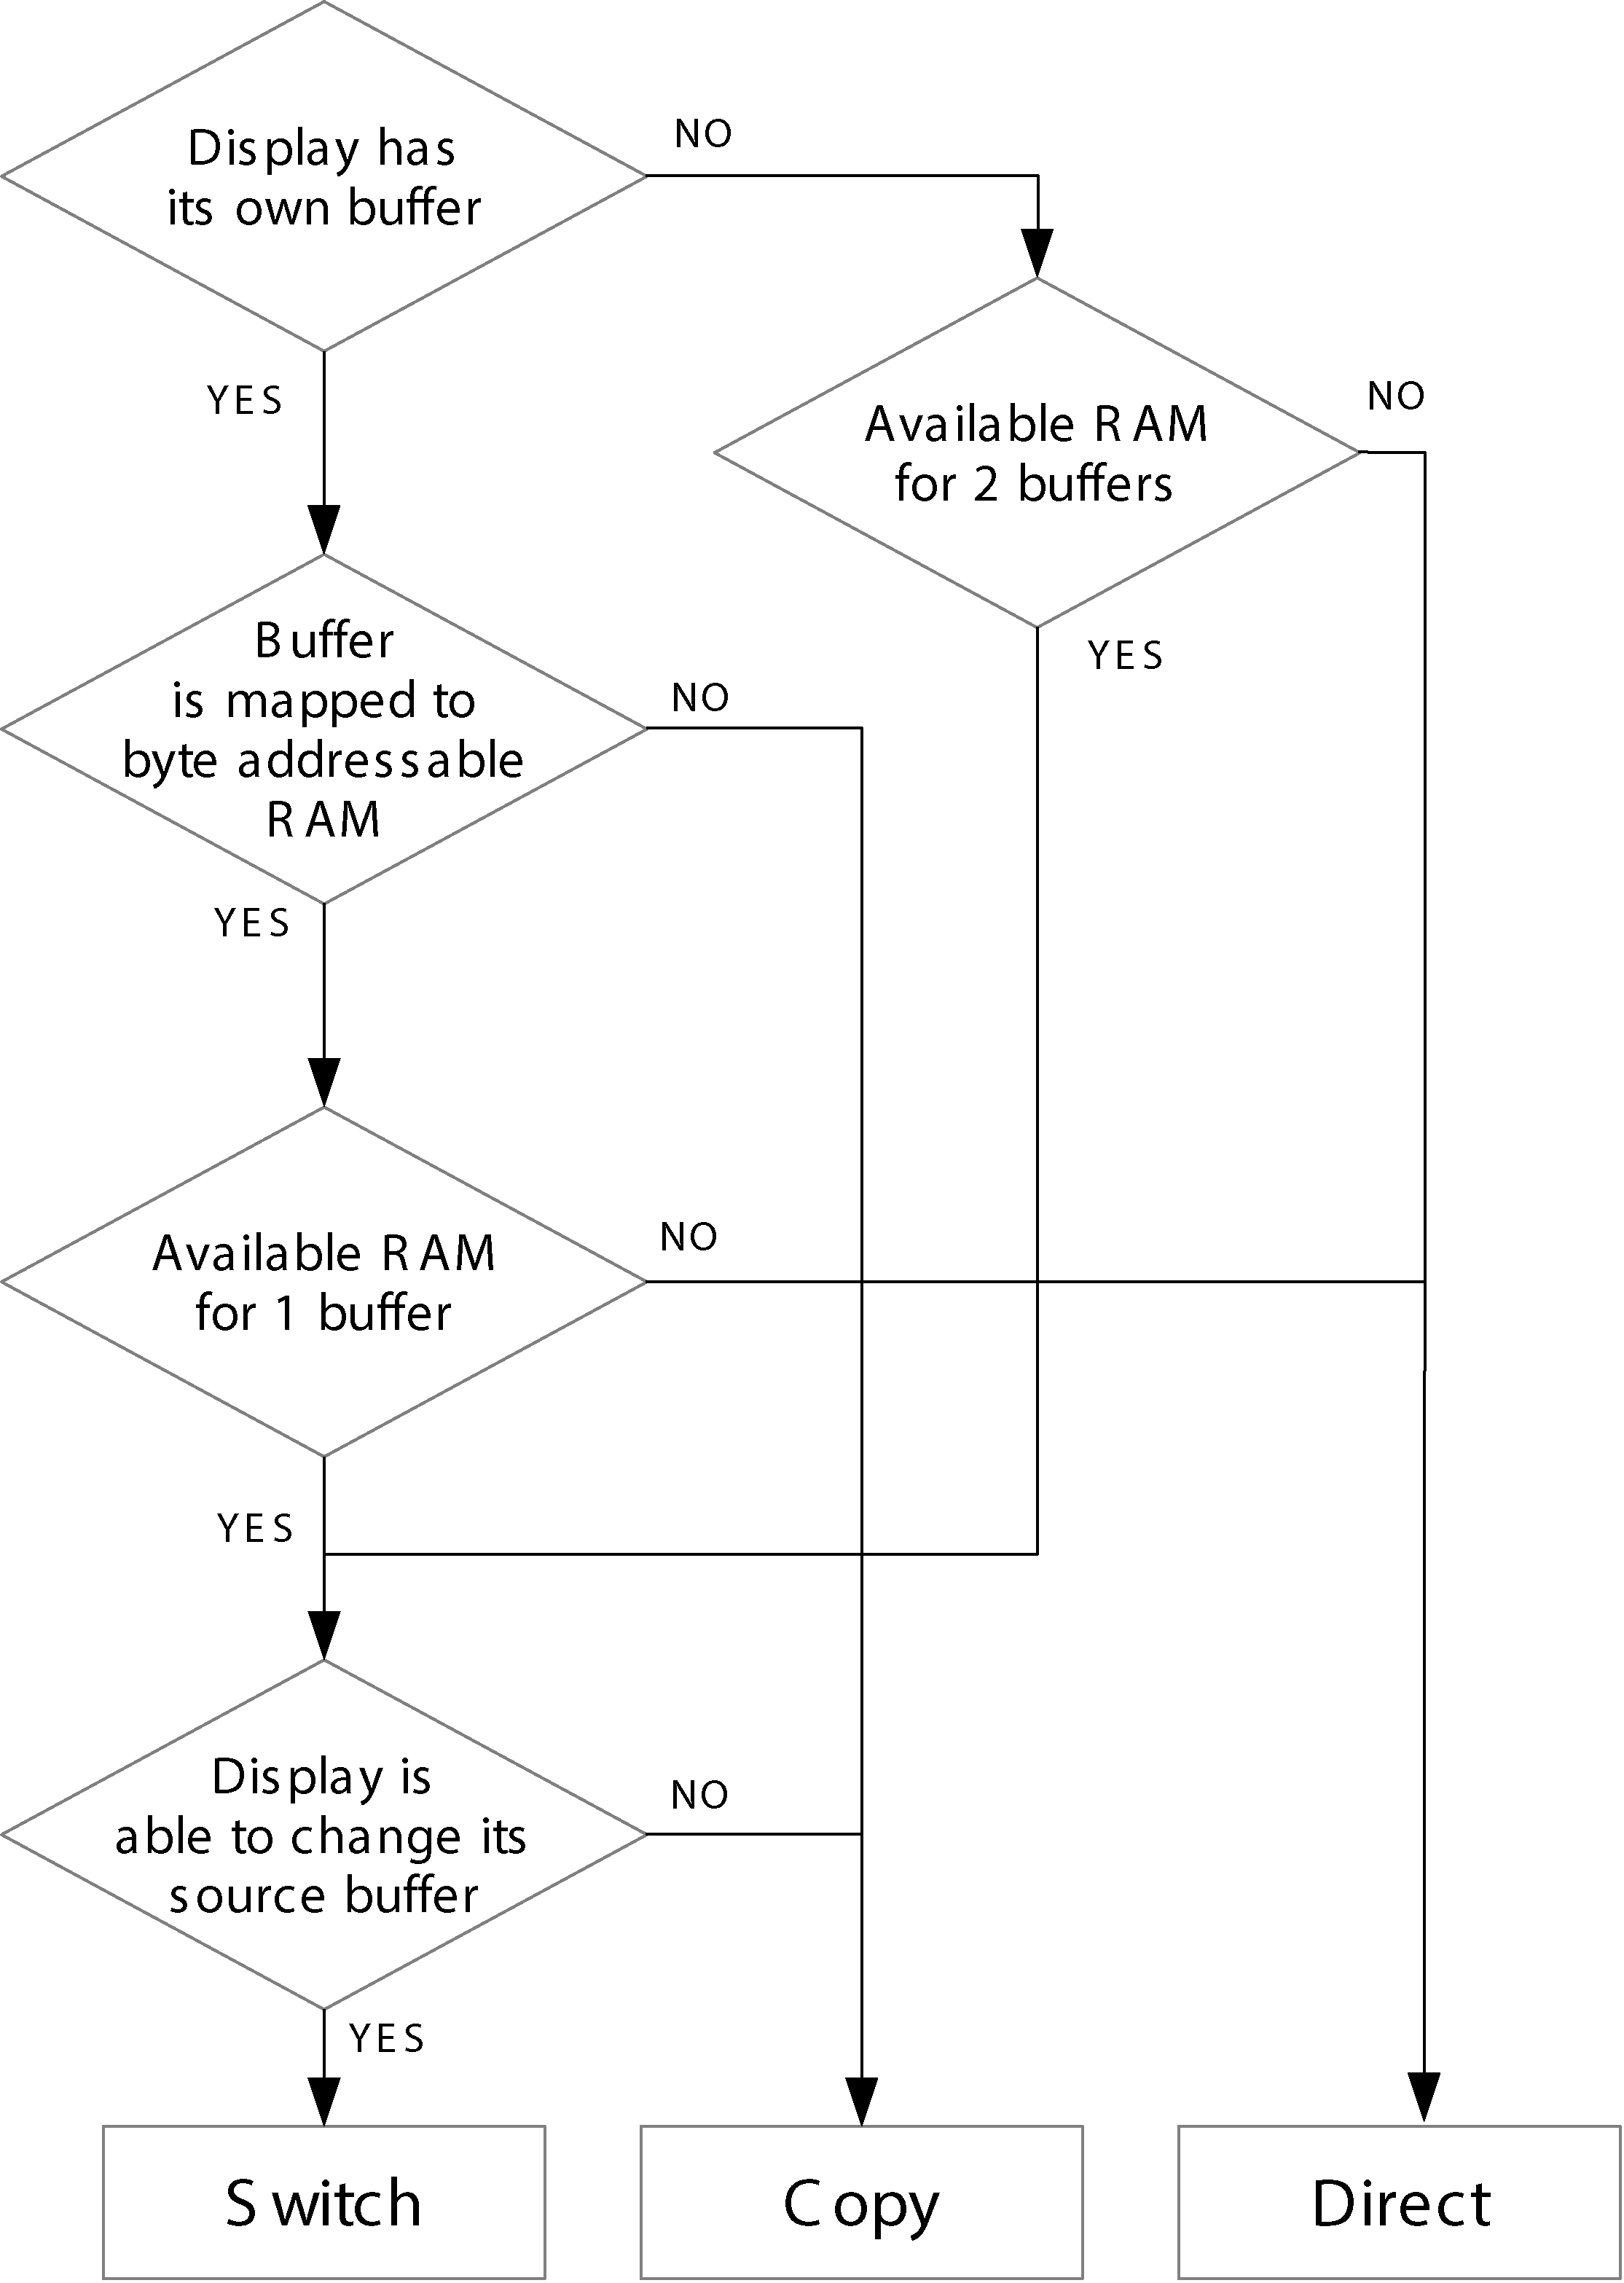 Display has
its own buffer
NO
YES
Available RAM
for 2 buffers
NO
YES
Buffer
is mapped to
byte addressable
RAM
NO
YES
Available RAM
for 1 buffer
NO
YES
Display is
able to change its
source buffer
NO
YES
Switch
Copy
Direct